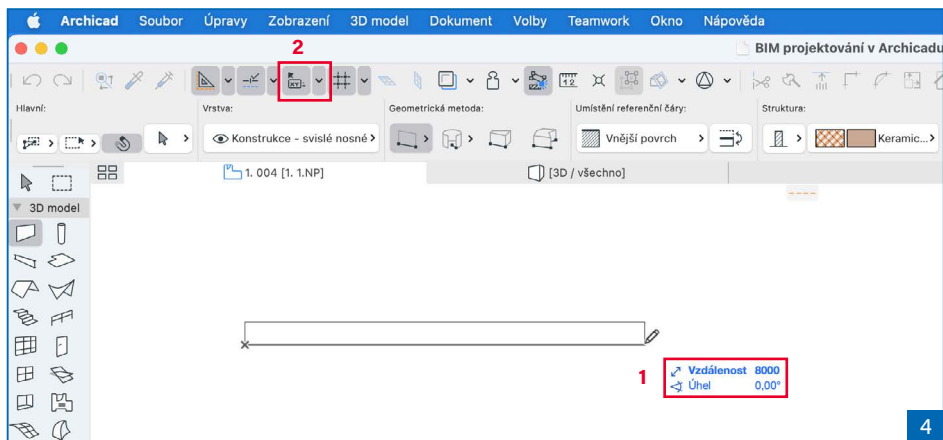 Archicad Soubor Úpravy Zobrazení 3D model Dokument Volby Teamwork Okno Nápověda
2
BIM projektování v Archicadu
Hlavní: Vrstva: Geometrická metoda: Umístění referenční čáry: Struktura:
Konstrukce - svislé nosné Vnější povrch Keramic...
1. 004 [1. 1.NP] [3D / všechno]
3D model
1 Vzdálenost 8000
Úhel 0,00°
4